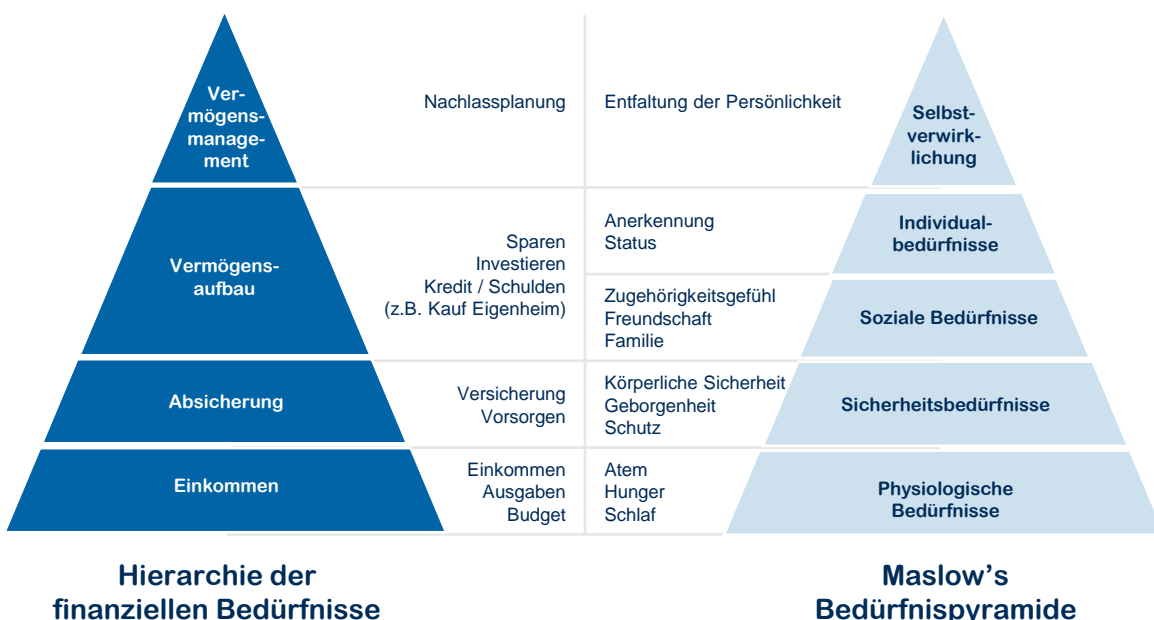 Ver-
mögens-
manage-
ment
Nachlassplanung
Entfaltung der Persönlichkeit
Selbst-
verwirk-
lichung
Vermögens-
aufbau
Sparen
Investieren
Kredit / Schulden
(z.B. Kauf Eigenheim)
Anerkennung
Status
Individual-
bedürfnisse
Zugehörigkeitsgefühl
Freundschaft
Familie
Soziale Bedürfnisse
Absicherung
Versicherung
Vorsorgen
Körperliche Sicherheit
Geborgenheit
Schutz
Sicherheitsbedürfnisse
Einkommen
Einkommen
Ausgaben
Budget
Atem
Hunger
Schlaf
Physiologische
Bedürfnisse
Hierarchie der
finanziellen Bedürfnisse
Maslow’s
Bedürfnispyramide